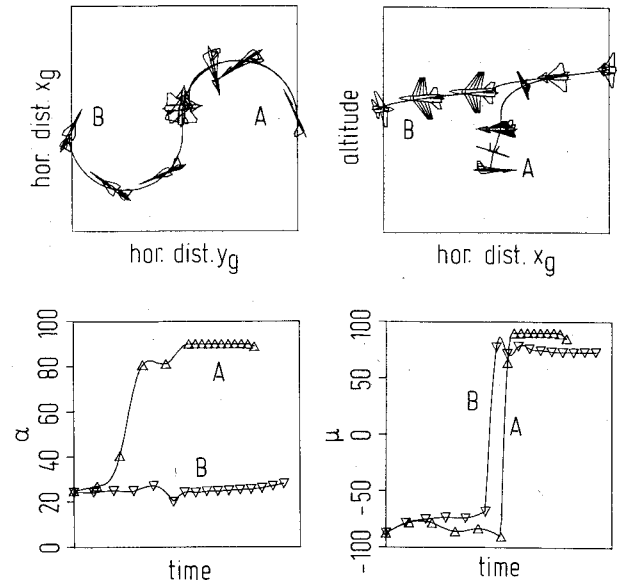 hor. dist. xg
B
A
hor. dist. yg
altitude
B
A
hor. dist. xg
α
100
80
60
40
20
0
A
B
time
μ
100
50
0
-50
-100
B
A
time